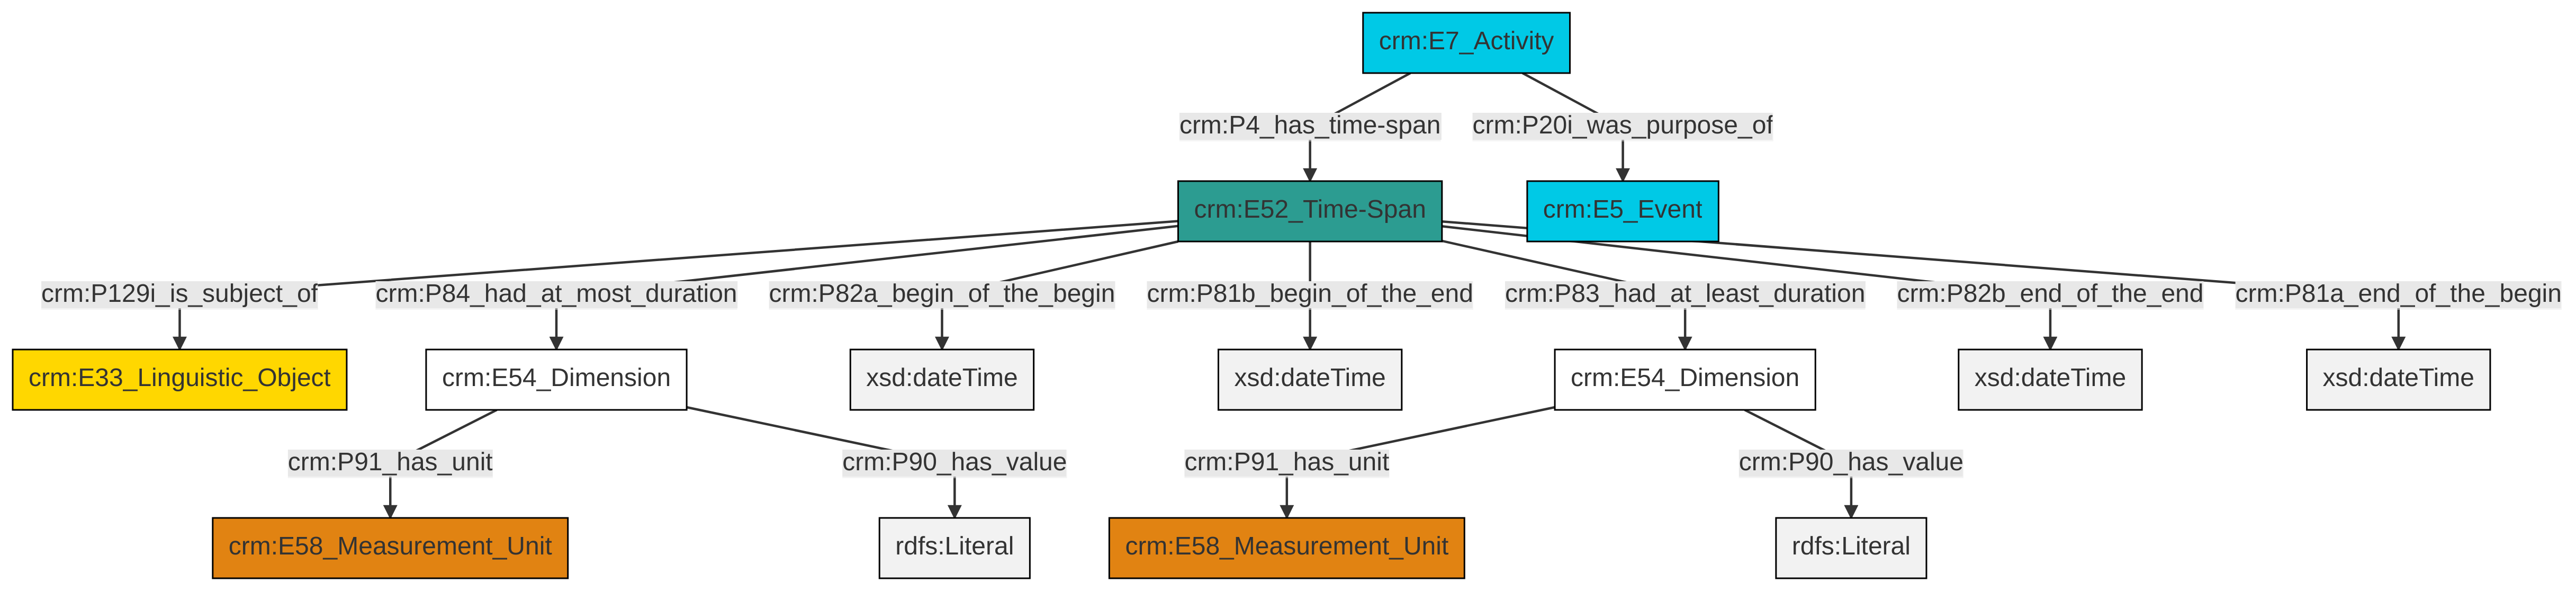 crm:E7_Activity
crm:P4_has_time-span
crm:P20i_was_purpose_of
crm:E52_Time-Span
crm:E5_Event
crm:P129i_is_subject_of
crm:P84_had_at_most_duration
crm:P82a_begin_of_the_begin
crm:P81b_begin_of_the_end
crm:P83_had_at_least_duration
crm:P82b_end_of_the_end
crm:P81a_end_of_the_begin
crm:E33_Linguistic_Object
crm:E54_Dimension
xsd:dateTime
xsd:dateTime
crm:E54_Dimension
xsd:dateTime
xsd:dateTime
crm:P91_has_unit
crm:P90_has_value
crm:P91_has_unit
crm:P90_has_value
crm:E58_Measurement_Unit
rdfs:Literal
crm:E58_Measurement_Unit
rdfs:Literal